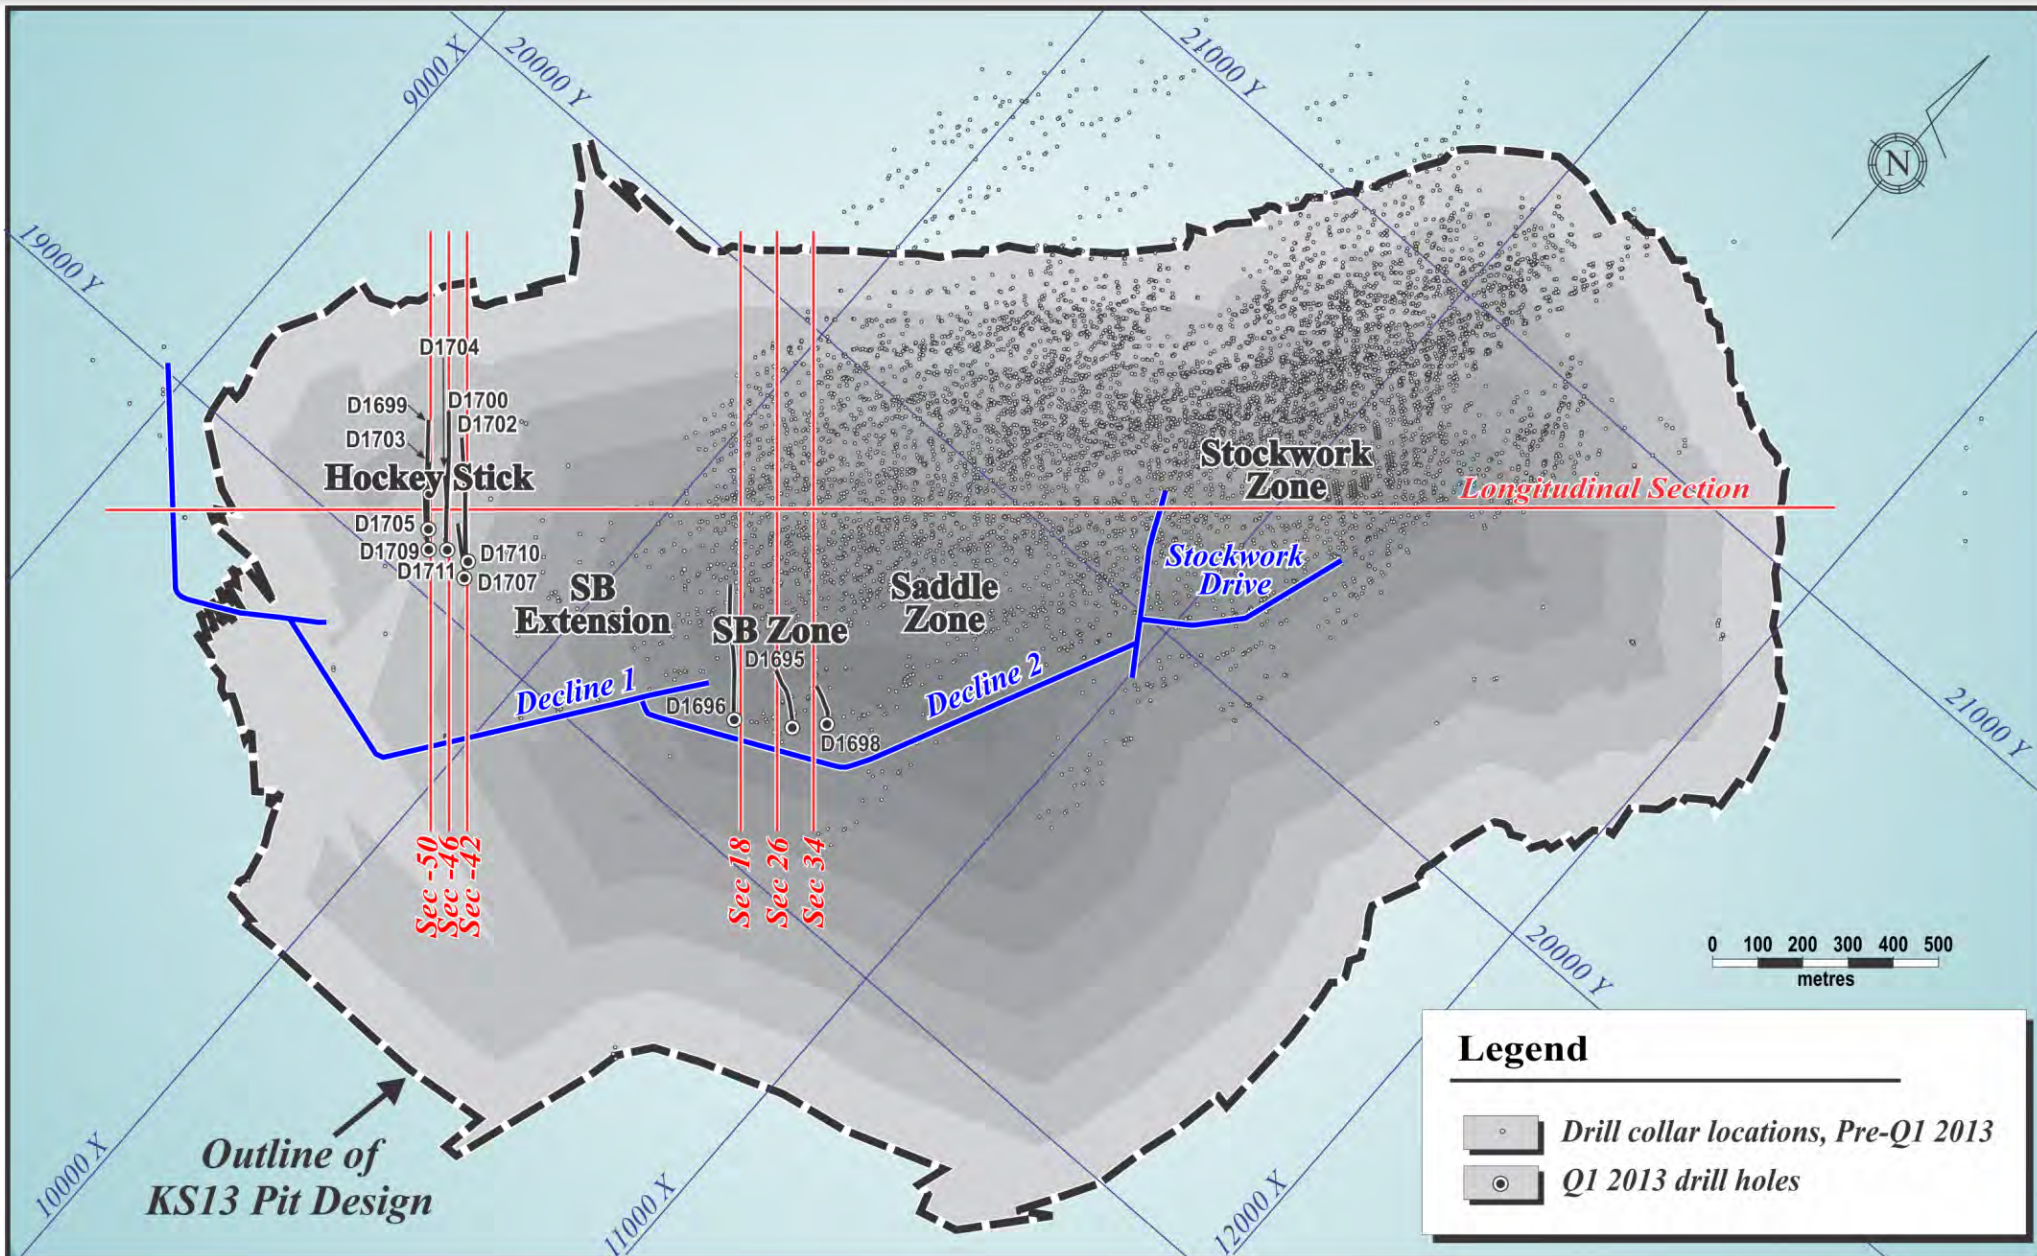 9000 X
20000 Y
21000 Y
N
19000 Y
D1704
D1699
D1700
D1703
D1702
Hockey Stick
Stockwork
Zone
Longitudinal Section
D1705
D1709
D1710
D1711
D1707
Stockwork
Drive
SB
Extension
Saddle
Zone
SB Zone
D1695
Decline 1
Decline 2
D1696
D1698
21000 Y
Sec -50
Sec -46
Sec -42
Sec 18
Sec 26
Sec 34
20000 Y
0 100 200 300 400 500
metres
Outline of
KS13 Pit Design
10000 X
11000 X
12000 X
Legend
Drill collar locations, Pre-Q1 2013
Q1 2013 drill holes